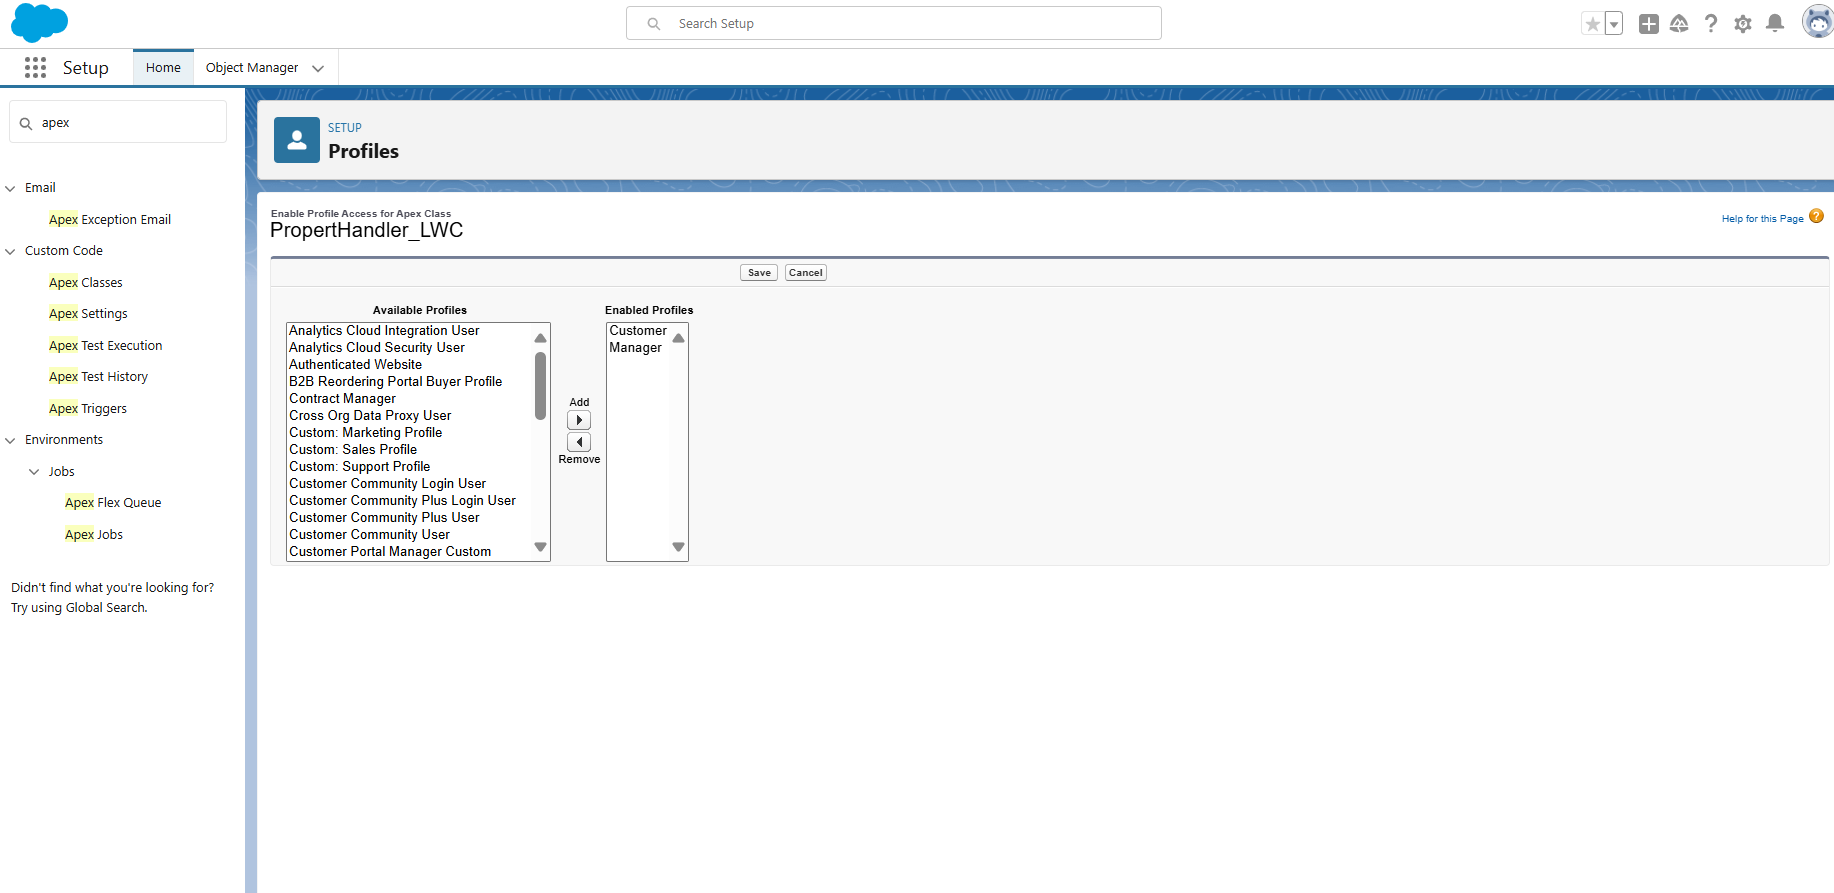 Search Setup
Setup
Home
Object Manager
apex
Email
Apex Exception Email
Custom Code
Apex Classes
Apex Settings
Apex Test Execution
Apex Test History
Apex Triggers
Environments
Jobs
Apex Flex Queue
Apex Jobs
Didn't find what you're looking for?
Try using Global Search.
SETUP
Profiles
Enable Profile Access for Apex Class
PropertHandler_LWC
Help for this Page
Save Cancel
Available Profiles
Analytics Cloud Integration User
Analytics Cloud Security User
Authenticated Website
B2B Reordering Portal Buyer Profile
Contract Manager
Cross Org Data Proxy User
Custom: Marketing Profile
Custom: Sales Profile
Custom: Support Profile
Customer Community Login User
Customer Community Plus Login User
Customer Community Plus User
Customer Community User
Customer Portal Manager Custom
Add
Remove
Enabled Profiles
Customer
Manager